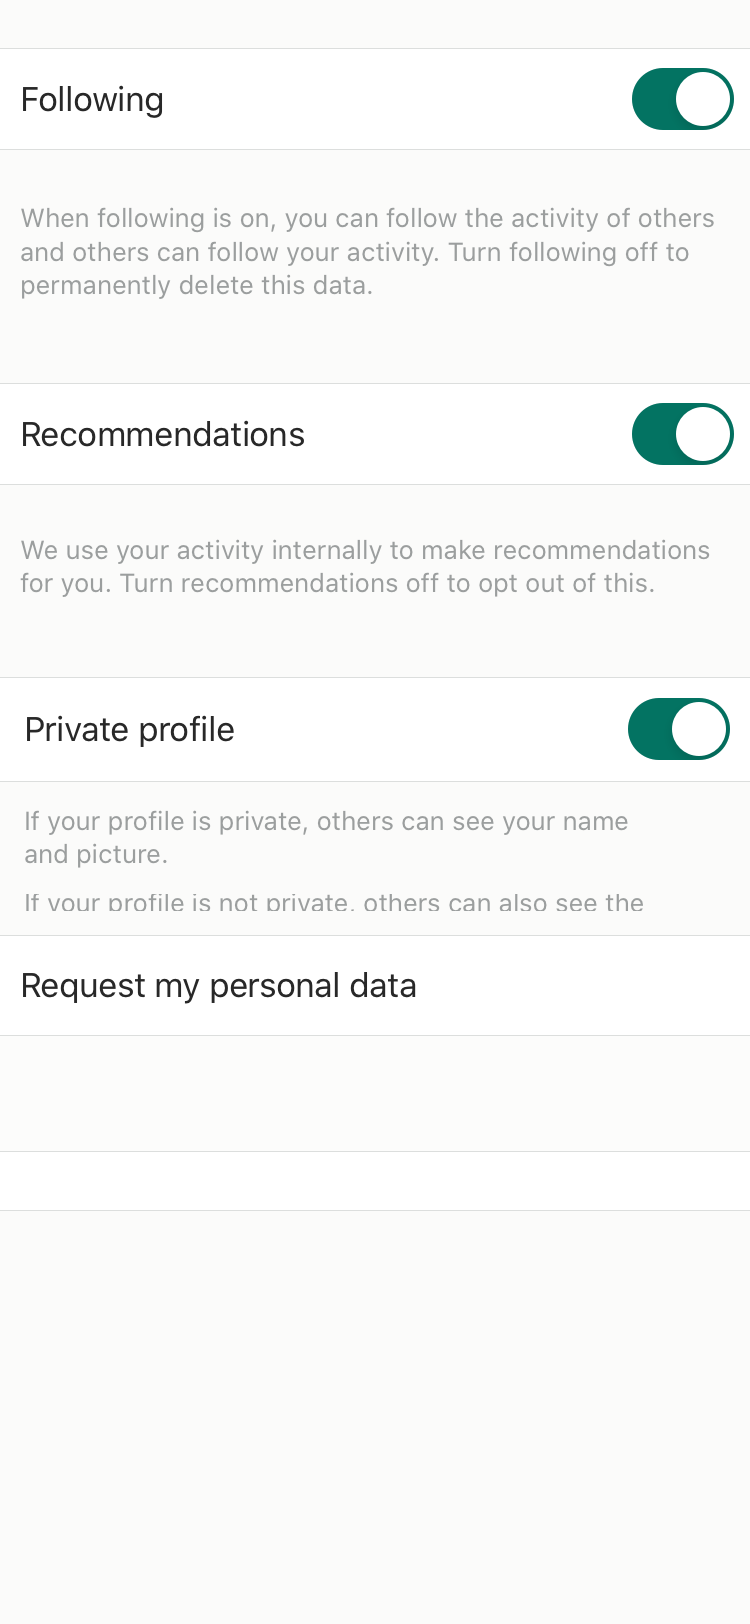 Following
When following is on, you can follow the activity of others
and others can follow your activity. Turn following off to
permanently delete this data.
Recommendations
We use your activity internally to make recommendations
for you. Turn recommendations off to opt out of this.
Private profile
If your profile is private, others can see your name
and picture.
If your profile is not private, others can also see the
Request my personal data